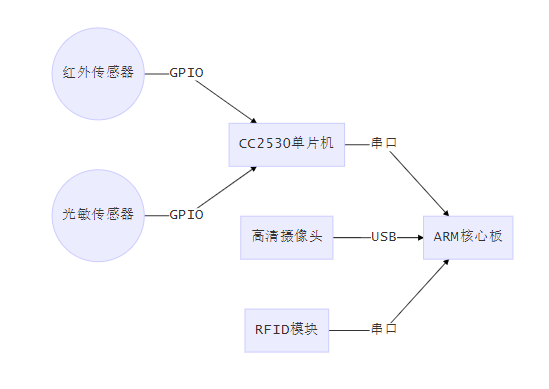 红外传感器
GPIO
CC2530单片机
串口
光敏传感器
GPIO
高清摄像头
USB
ARM核心板
RFID模块
串口